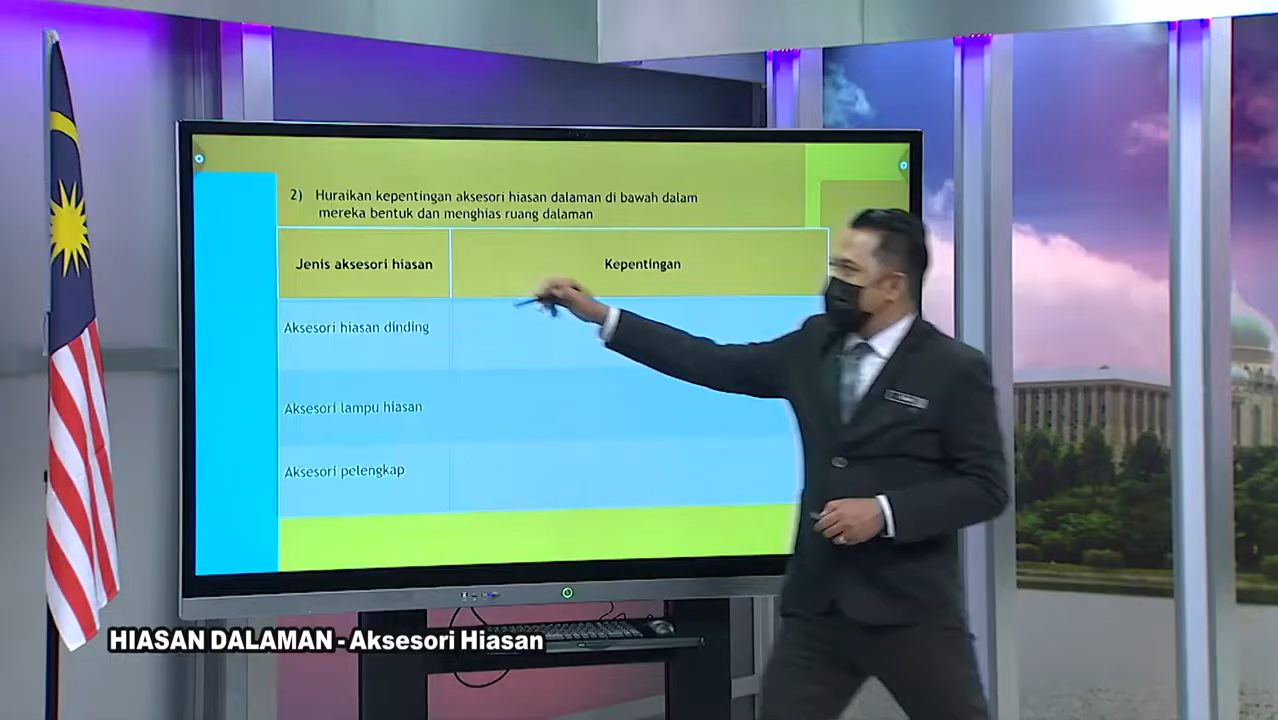 2) Huraikan kepentingan aksesori hiasan dalaman di bawah dalam
mereka bentuk dan menghias ruang dalaman
Jenis aksesori hiasan
Kepentingan
Aksesori hiasan dinding
Aksesori lampu hiasan
Aksesori pelengkap
HIASAN DALAMAN - Aksesori Hiasan